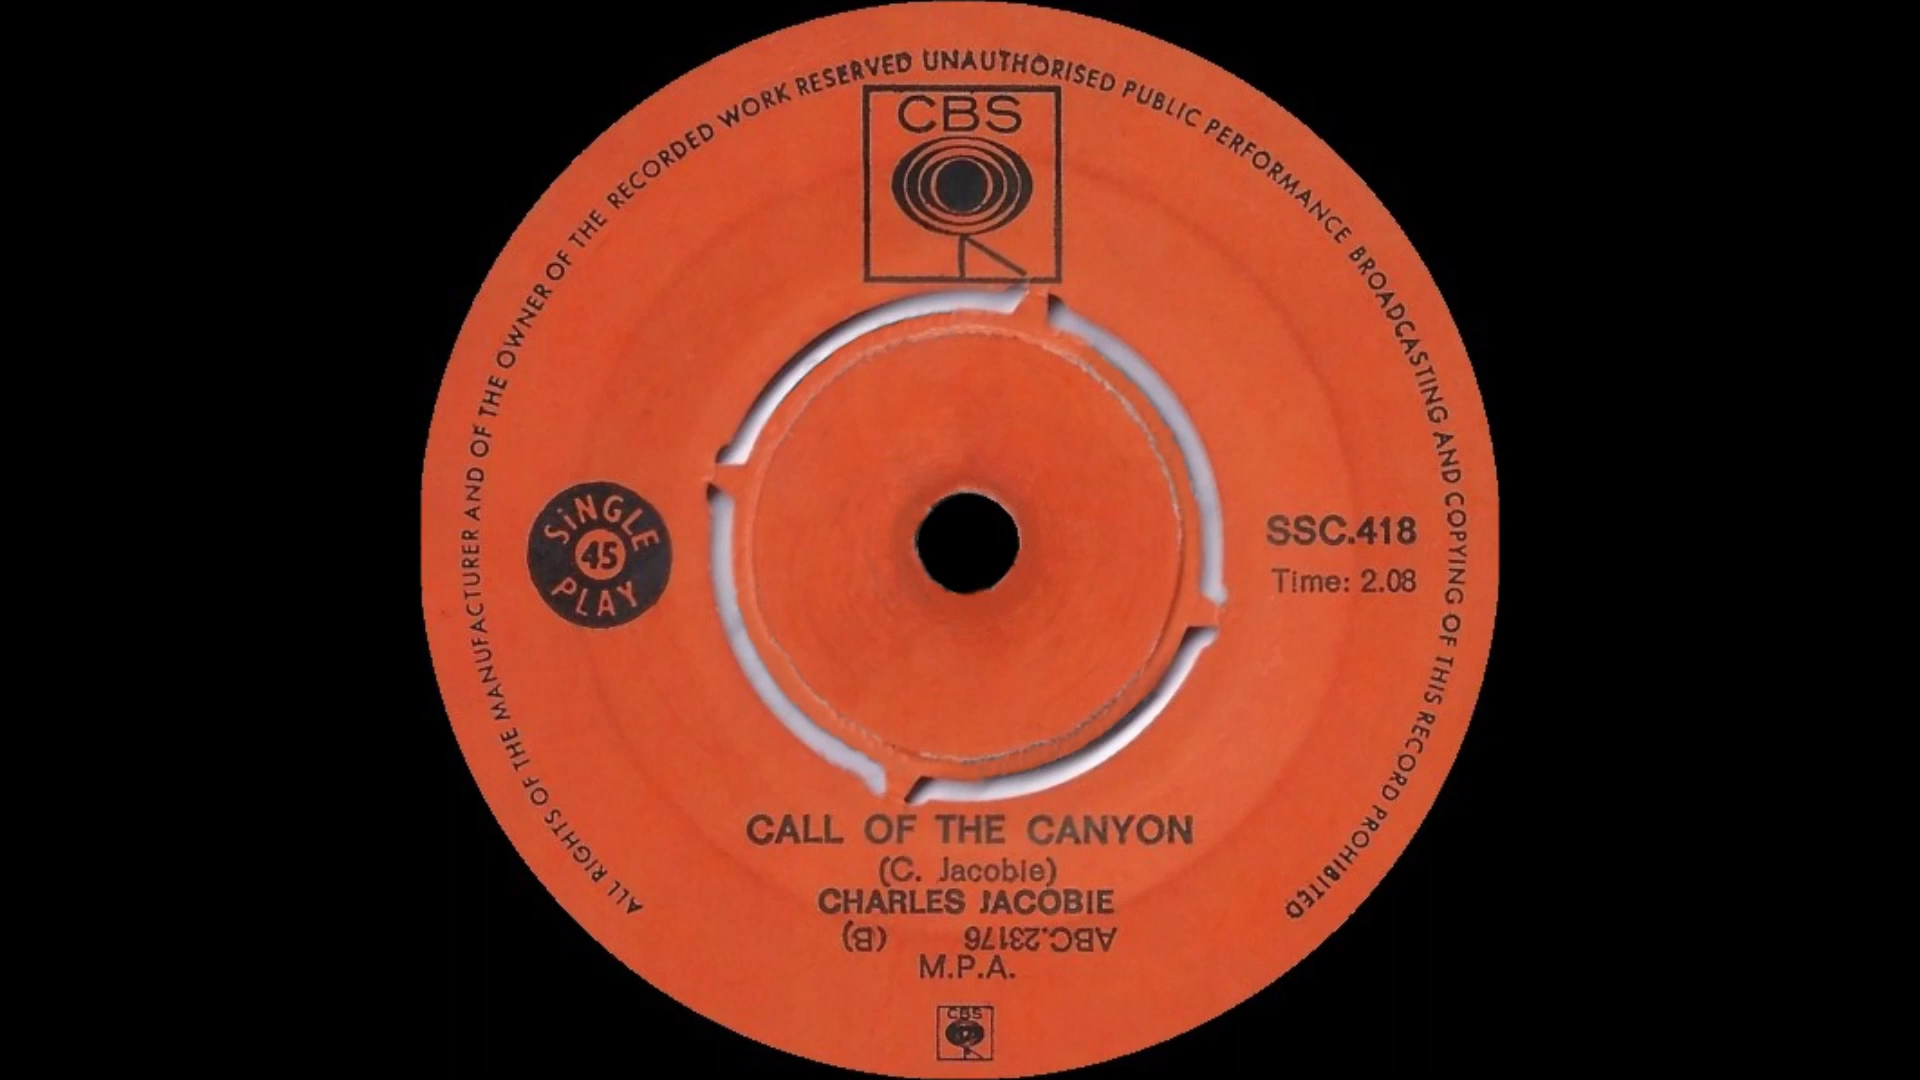 ALL RIGHTS OF THE MANUFACTURER AND OF THE OWNER OF THE RECORDED WORK RESERVED UNAUTHORISED PUBLIC PERFORMANCE BROADCASTING AND COPYING OF THIS RECORD PROHIBITED
CBS
SiNGLE
45
PLAY
SSC.418
Time: 2.08
CALL OF THE CANYON
(C. Jacobie)
CHARLES JACOBIE
ABC.23176 (B)
M.P.A.
CBS